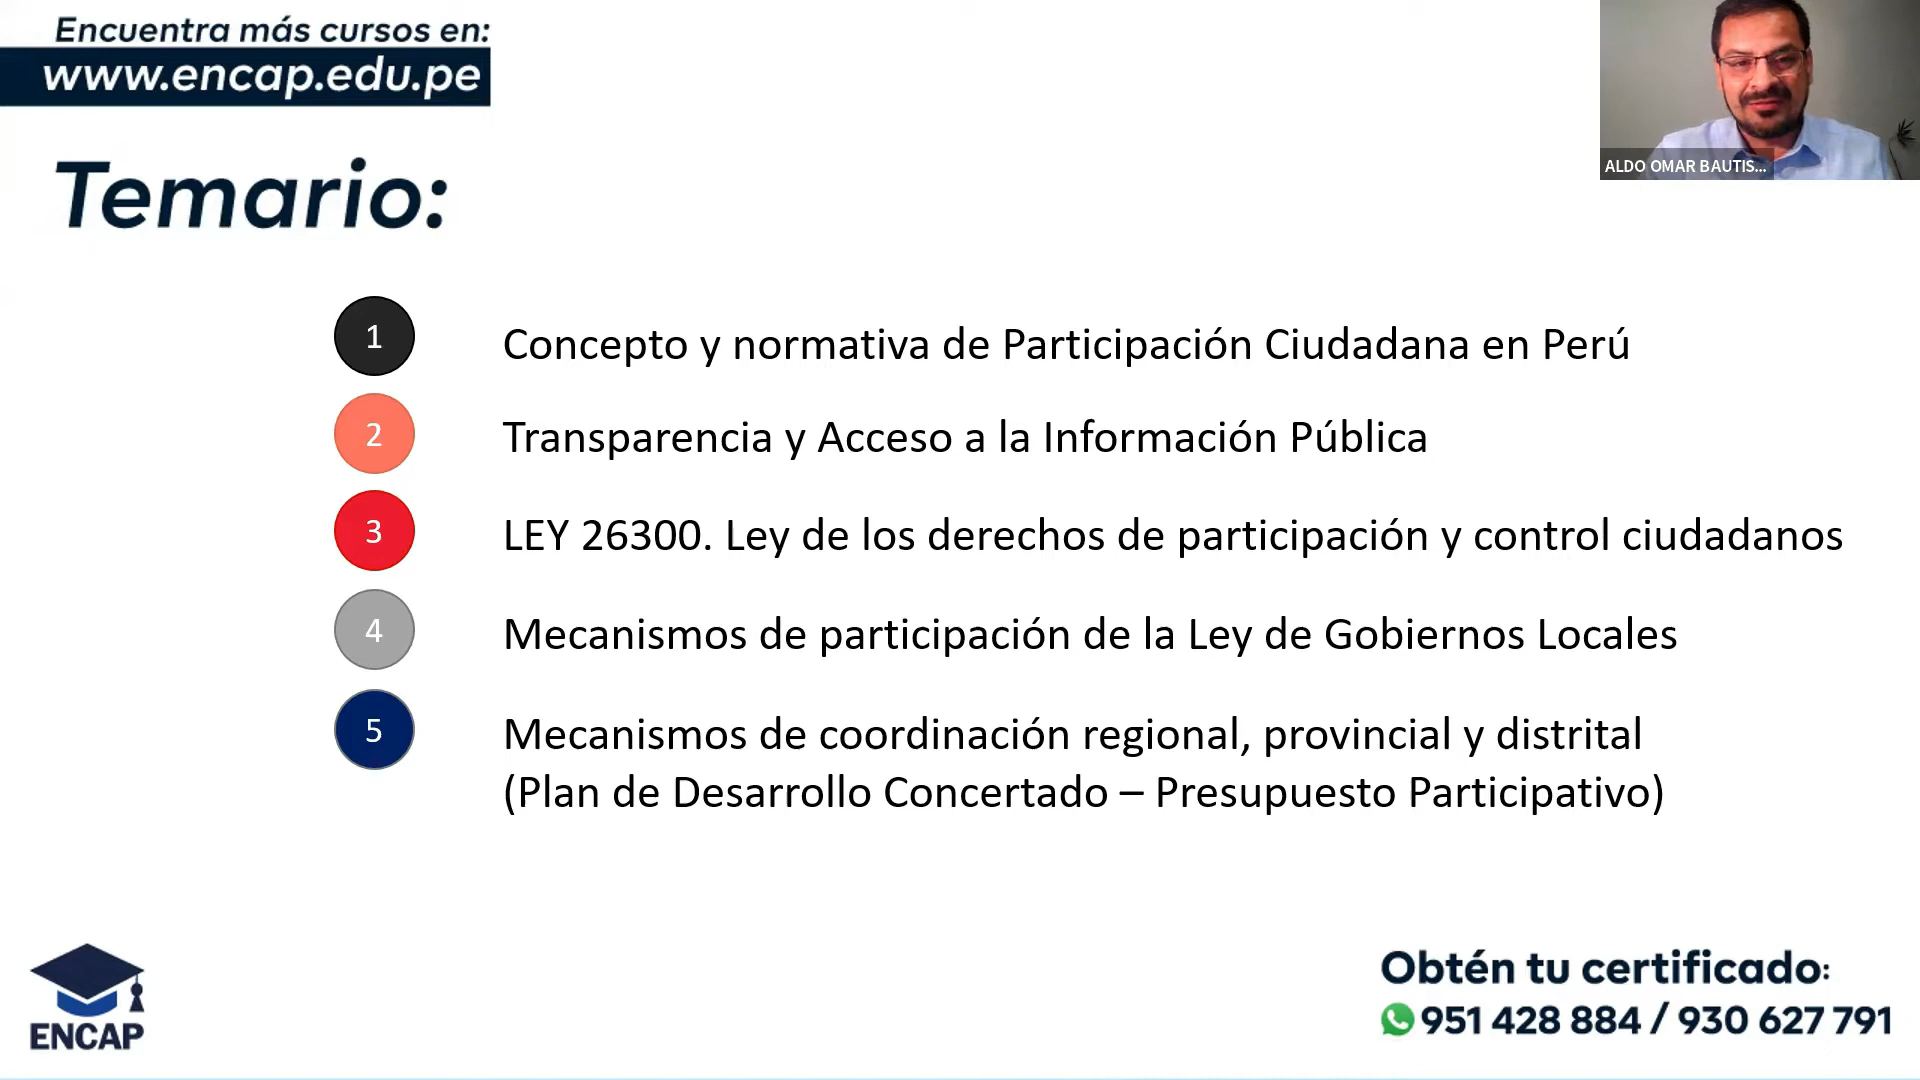 Encuentra más cursos en:
www.encap.edu.pe
ALDO OMAR BAUTIS...
Temario:
1 Concepto y normativa de Participación Ciudadana en Perú
2 Transparencia y Acceso a la Información Pública
3 LEY 26300. Ley de los derechos de participación y control ciudadanos
4 Mecanismos de participación de la Ley de Gobiernos Locales
5 Mecanismos de coordinación regional, provincial y distrital
(Plan de Desarrollo Concertado – Presupuesto Participativo)
ENCAP
Obtén tu certificado:
951 428 884 / 930 627 791